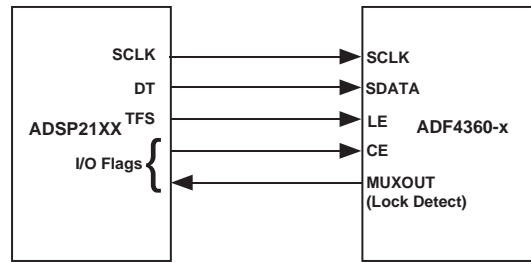 SCLK
SCLK
DT
SDATA
TFS
LE
ADSP21XX
ADF4360-x
I/O Flags {
CE
MUXOUT
(Lock Detect)